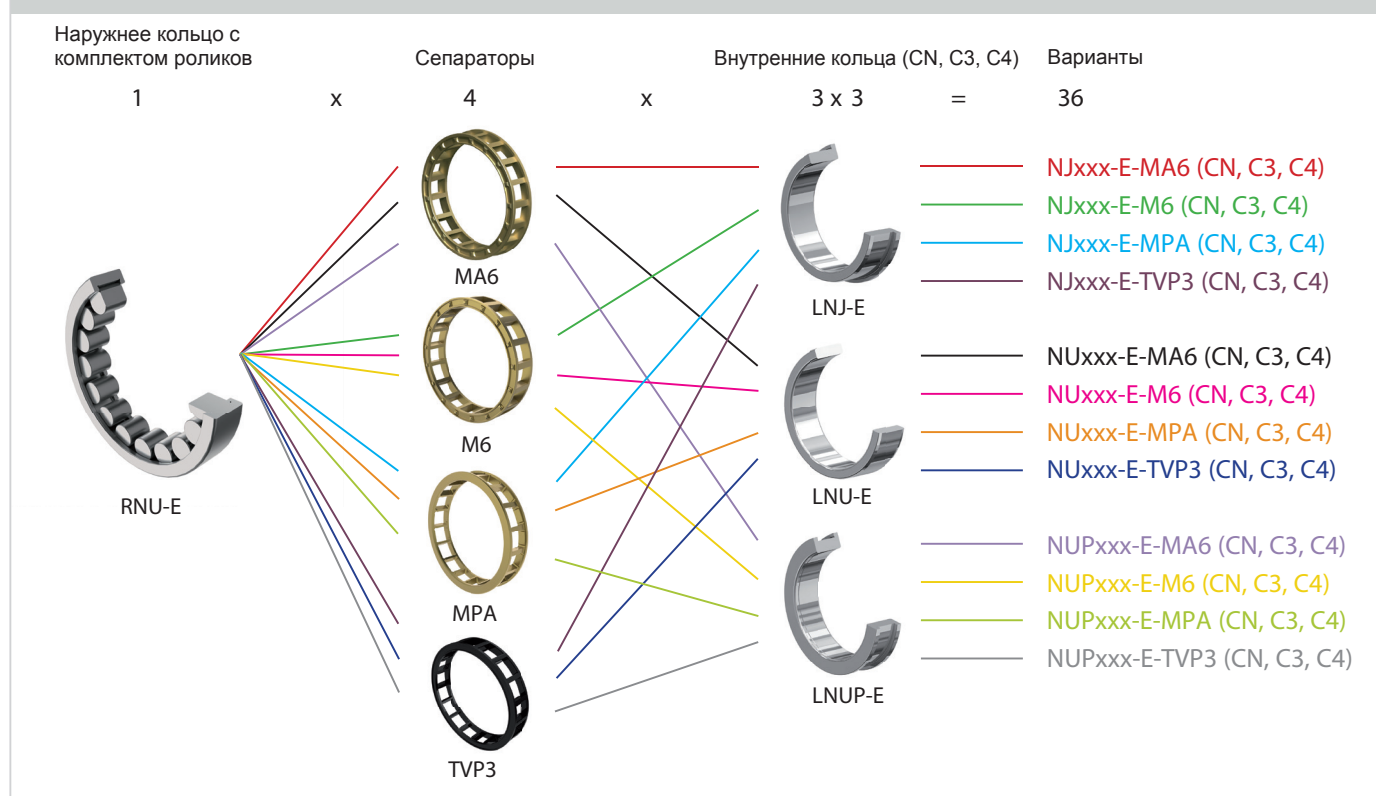 Наружнее кольцо с
комплектом роликов
Сепараторы
Внутренние кольца (CN, C3, C4)
Варианты
1 x 4 x 3 x 3 = 36
RNU-E
MA6
M6
MPA
TVP3
LNJ-E
LNU-E
LNUP-E
NJxxx-E-MA6 (CN, C3, C4)
NJxxx-E-M6 (CN, C3, C4)
NJxxx-E-MPA (CN, C3, C4)
NJxxx-E-TVP3 (CN, C3, C4)
NUxxx-E-MA6 (CN, C3, C4)
NUxxx-E-M6 (CN, C3, C4)
NUxxx-E-MPA (CN, C3, C4)
NUxxx-E-TVP3 (CN, C3, C4)
NUPxxx-E-MA6 (CN, C3, C4)
NUPxxx-E-M6 (CN, C3, C4)
NUPxxx-E-MPA (CN, C3, C4)
NUPxxx-E-TVP3 (CN, C3, C4)